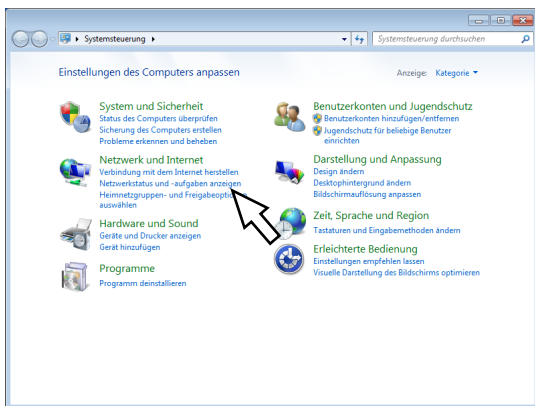 Systemsteuerung
Systemsteuerung durchsuchen
Einstellungen des Computers anpassen
Anzeige: Kategorie
System und Sicherheit
Status des Computers überprüfen
Sicherung des Computers erstellen
Probleme erkennen und beheben
Netzwerk und Internet
Verbindung mit dem Internet herstellen
Netzwerkstatus und -aufgaben anzeigen
Heimnetzgruppen- und
auswählen
Hardware und Sound
Geräte und Drucker anzeigen
Gerät hinzufügen
Programme
Programm deinstallieren
Benutzerkonten und Jugendschutz
Benutzerkonten hinzufügen/entfernen
Jugendschutz für beliebige Benutzer
einrichten
Darstellung und Anpassung
Design ändern
Desktophintergrund ändern
Bildschirmauflösung anpassen
Zeit, Sprache und Region
Tastaturen und Eingabemethoden ändern
Erleichterte Bedienung
Einstellungen empfehlen lassen
Visuelle Darstellung des Bildschirms optimieren